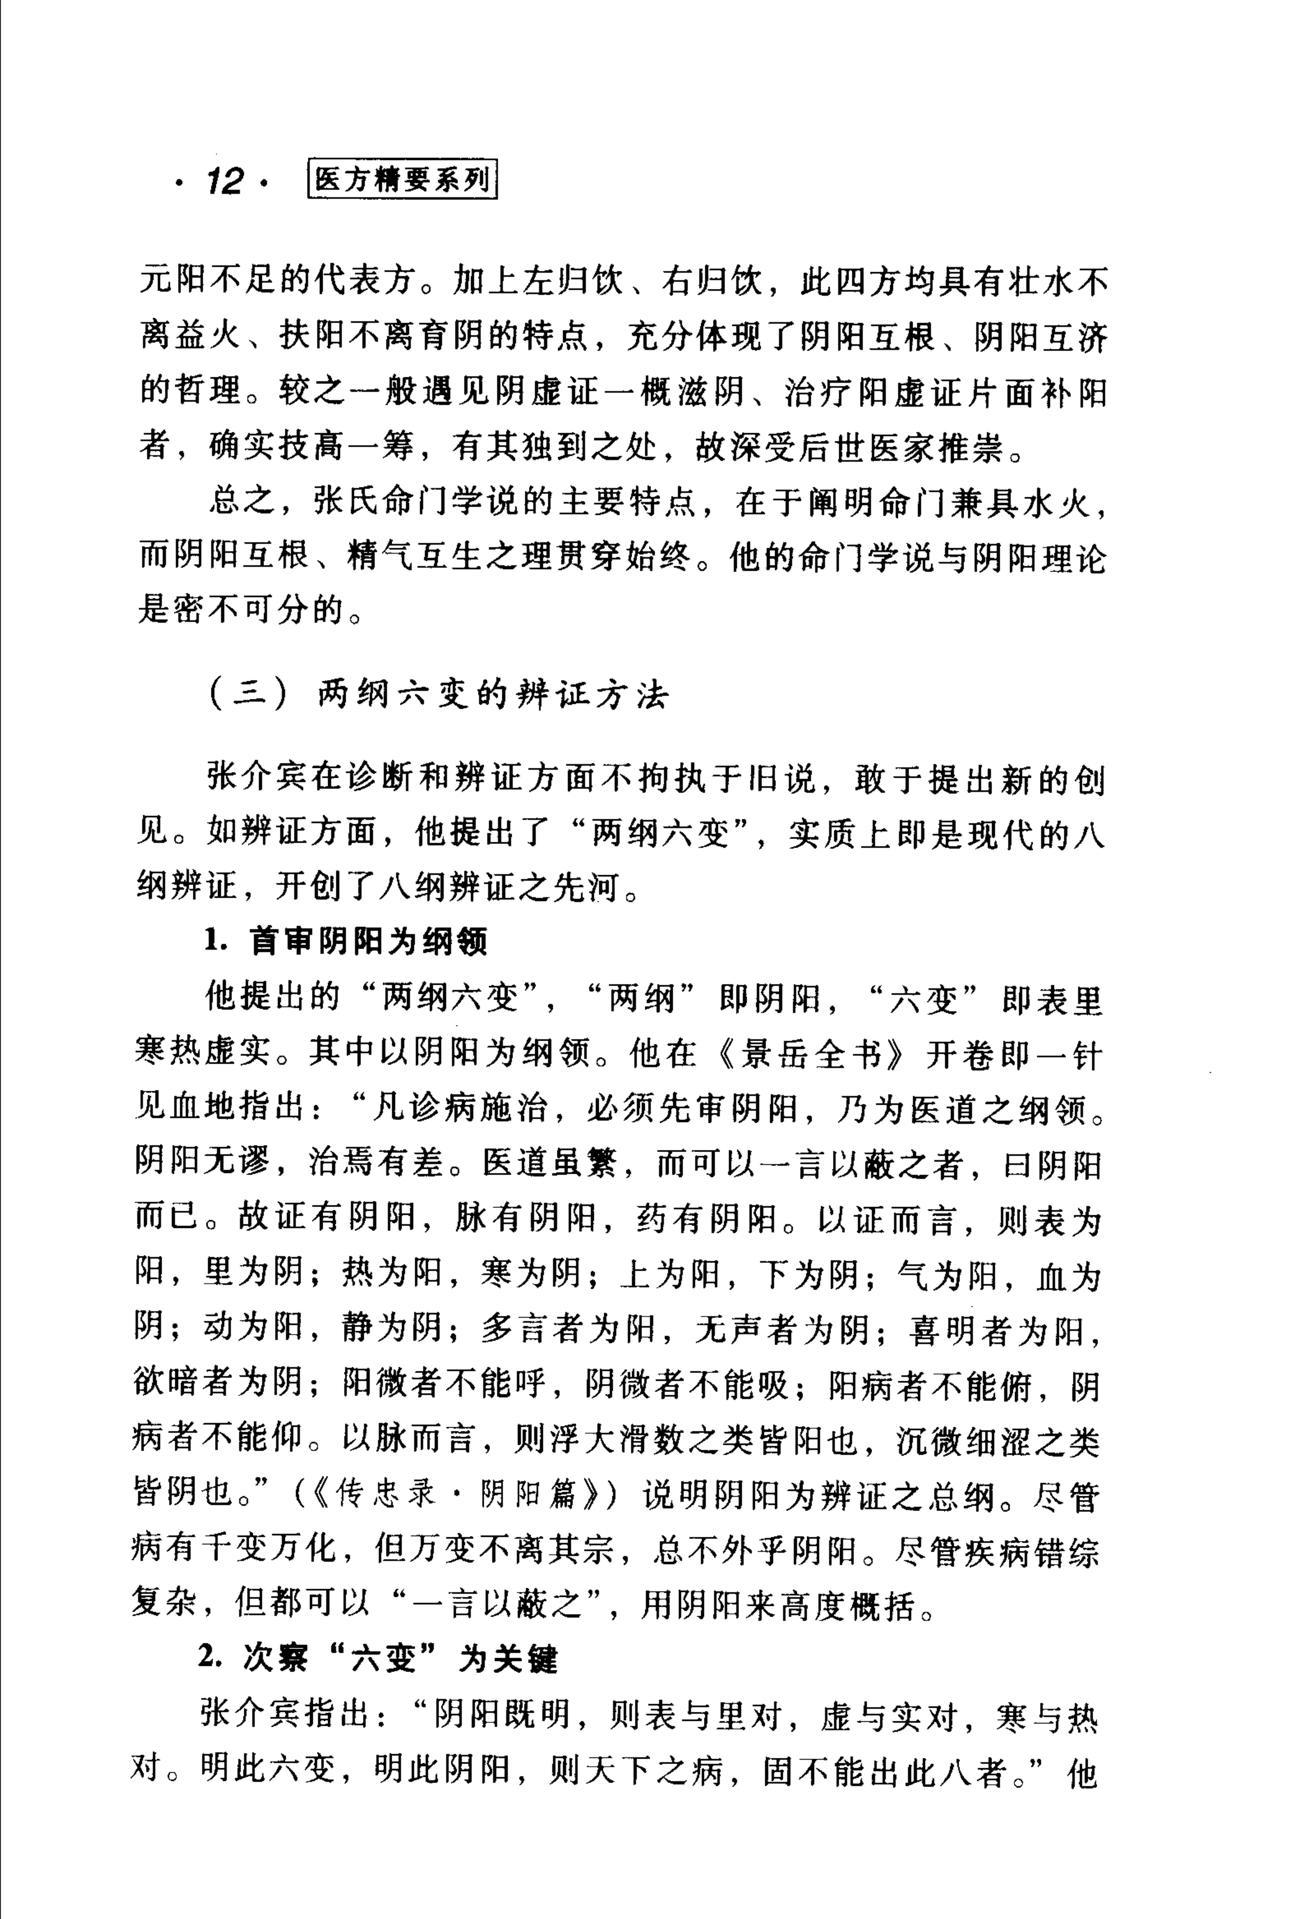 · 12 · 医方精要系列
元阳不足的代表方。加上左归饮、右归饮，此四方均具有壮水不
离益火、扶阳不离育阴的特点，充分体现了阴阳互根、阴阳互济
的哲理。较之一般遇见阴虚证一概滋阴、治疗阳虚证片面补阳
者，确实技高一筹，有其独到之处，故深受后世医家推崇。
总之，张氏命门学说的主要特点，在于阐明命门兼具水火，
而阴阳互根、精气互生之理贯穿始终。他的命门学说与阴阳理论
是密不可分的。
（三）两纲六变的辨证方法
张介宾在诊断和辨证方面不拘执于旧说，敢于提出新的创
见。如辨证方面，他提出了“两纲六变”，实质上即是现代的八
纲辨证，开创了八纲辨证之先河。
1. 首审阴阳为纲领
他提出的“两纲六变”，“两纲”即阴阳，“六变”即表里
寒热虚实。其中以阴阳为纲领。他在《景岳全书》开卷即一针
见血地指出：“凡诊病施治，必须先审阴阳，乃为医道之纲领。
阴阳无谬，治焉有差。医道虽繁，而可以一言以蔽之者，曰阴阳
而已。故证有阴阳，脉有阴阳，药有阴阳。以证而言，则表为
阳，里为阴；热为阳，寒为阴；上为阳，下为阴；气为阳，血为
阴；动为阳，静为阴；多言者为阳，无声者为阴；喜明者为阳，
欲暗者为阴；阳微者不能呼，阴微者不能吸；阳病者不能俯，阴
病者不能仰。以脉而言，则浮大滑数之类皆阳也，沉微细涩之类
皆阴也。”（《传忠录·阴阳篇》）说明阴阳为辨证之总纲。尽管
病有千变万化，但万变不离其宗，总不外乎阴阳。尽管疾病错综
复杂，但都可以“一言以蔽之”，用阴阳来高度概括。
2. 次察“六变”为关键
张介宾指出：“阴阳既明，则表与里对，虚与实对，寒与热
对。明此六变，明此阴阳，则天下之病，固不能出此八者。”他